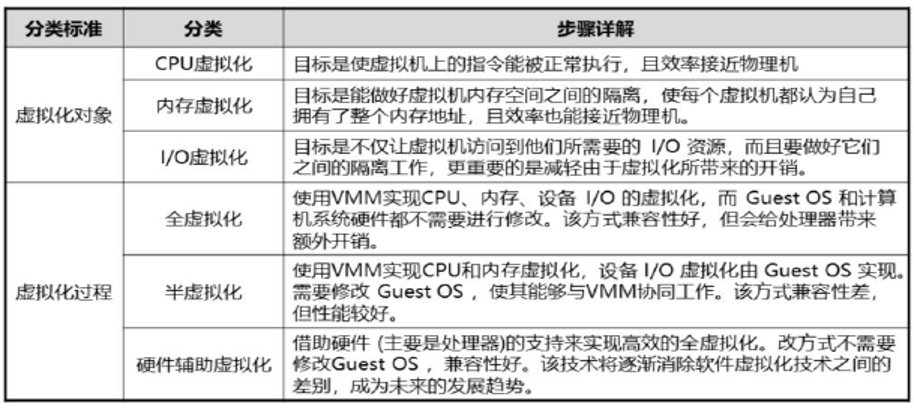 分类标准 分类 步骤详解
CPU虚拟化 目标是使虚拟机上的指令能被正常执行，且效率接近物理机
虚拟化对象 内存虚拟化 目标是能做好虚拟机内存空间之间的隔离，使每个虚拟机都认为自己
拥有了整个内存地址，且效率也能接近物理机。
I/O虚拟化 目标是不仅让虚拟机访问到他们所需要的 I/O 资源，而且要做好它们
之间的隔离工作，更重要的是减轻由于虚拟化所带来的开销。
全虚拟化 使用VMM实现CPU、内存、设备 I/O 的虚拟化，而 Guest OS 和计算
机系统硬件都不需要进行修改。该方式兼容性好，但会给处理器带来
额外开销。
虚拟化过程 半虚拟化 使用VMM实现CPU和内存虚拟化，设备 I/O 虚拟化由 Guest OS 实现。
需要修改 Guest OS ，使其能够与VMM协同工作。该方式兼容性差，
但性能较好。
硬件辅助虚拟化 借助硬件 (主要是处理器)的支持来实现高效的全虚拟化。改方式不需要
修改Guest OS ，兼容性好。该技术将逐渐消除软件虚拟化技术之间的
差别，成为未来的发展趋势。